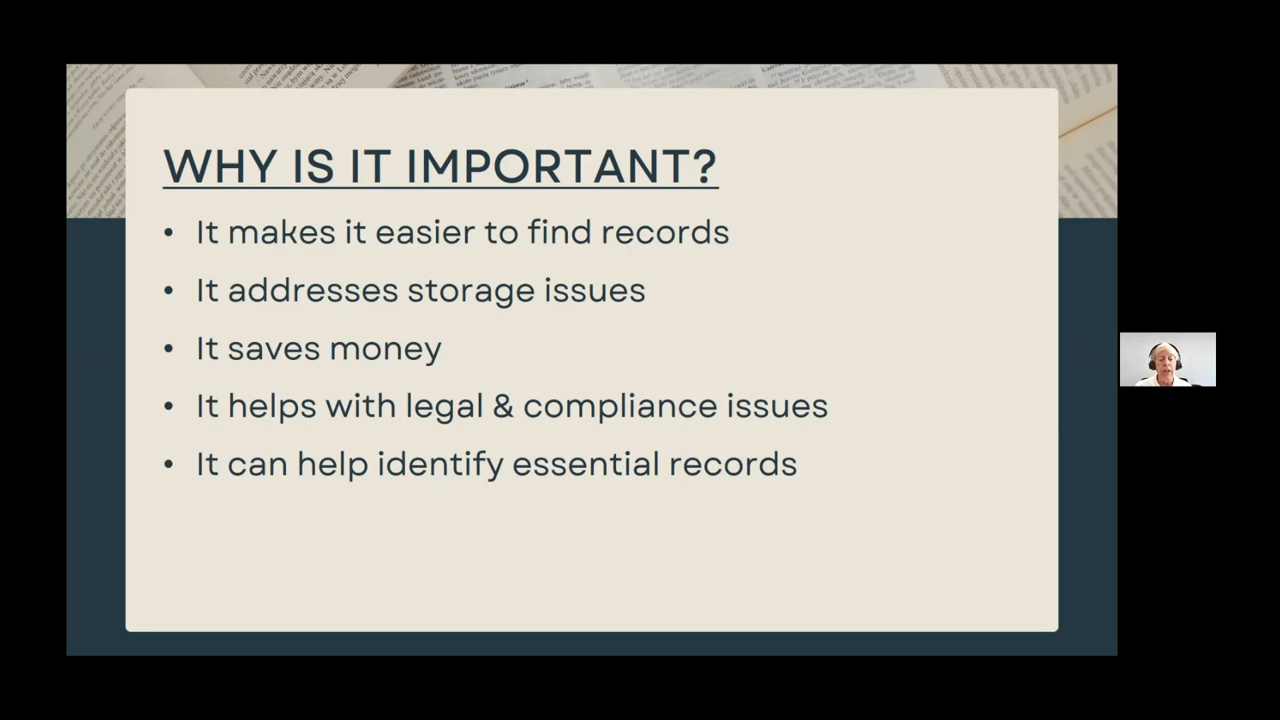 WHY IS IT IMPORTANT?
• It makes it easier to find records
• It addresses storage issues
• It saves money
• It helps with legal & compliance issues
• It can help identify essential records